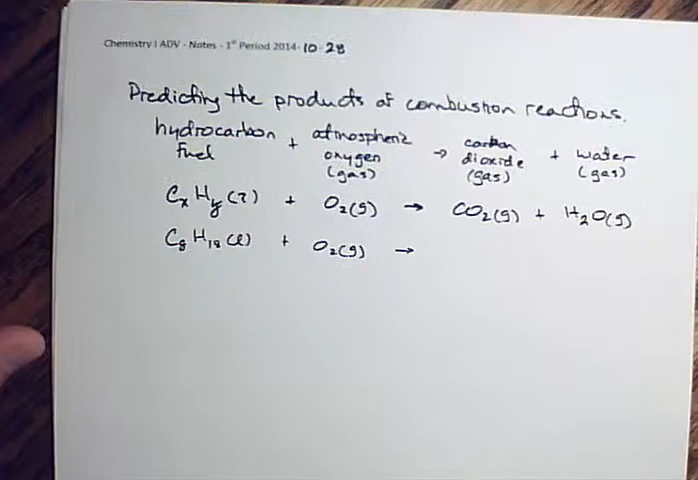 Chemistry I ADV - Notes - 1st Period 2014-10-28
Predicting the products of combustion reactions.
hydrocarbon fuel + atmospheric oxygen (gas) → carbon dioxide (gas) + water (gas)
CxHy(?) + O2(g) → CO2(g) + H2O(g)
C8H18(l) + O2(g) →